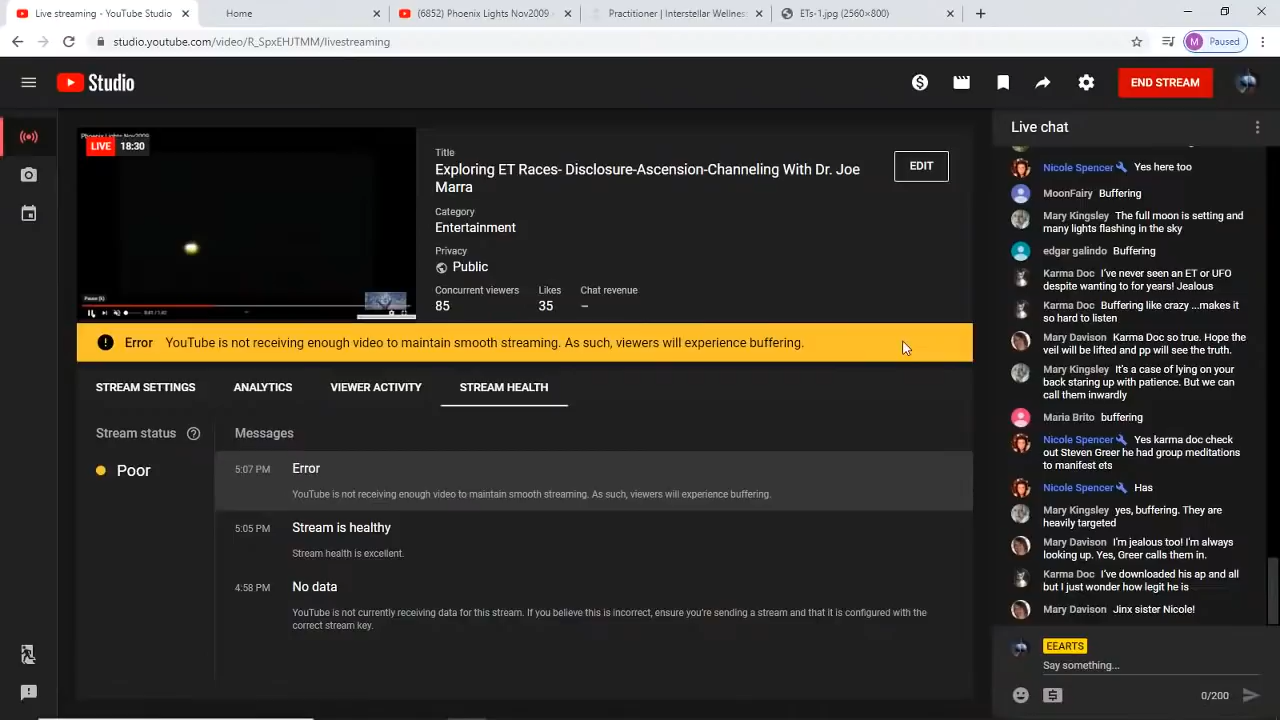 Live streaming - YouTube Studio
Home
(6852) Phoenix Lights Nov2009
Practitioner | Interstellar Wellnes
ETs-1.jpg (2560×800)
studio.youtube.com/video/R_SpxEHJTMM/livestreaming
M Paused
Studio
END STREAM
Phoenix Lights Nov2009
LIVE 18:30
Pause (k)
Title
Exploring ET Races- Disclosure-Ascension-Channeling With Dr. Joe
Marra
EDIT
Category
Entertainment
Privacy
Public
Concurrent viewers Likes Chat revenue
85 35 –
Error YouTube is not receiving enough video to maintain smooth streaming. As such, viewers will experience buffering.
STREAM SETTINGS ANALYTICS VIEWER ACTIVITY STREAM HEALTH
Stream status
Poor
Messages
5:07 PM Error
YouTube is not receiving enough video to maintain smooth streaming. As such, viewers will experience buffering.
5:05 PM Stream is healthy
Stream health is excellent.
4:58 PM No data
YouTube is not currently receiving data for this stream. If you believe this is incorrect, ensure you're sending a stream and that it is configured with the
correct stream key.
Live chat
Nicole Spencer Yes here too
MoonFairy Buffering
Mary Kingsley The full moon is setting and
many lights flashing in the sky
edgar galindo Buffering
Karma Doc I've never seen an ET or UFO
despite wanting to for years! Jealous
Karma Doc Buffering like crazy ...makes it
so hard to listen
Mary Davison Karma Doc so true. Hope the
veil will be lifted and pp will see the truth.
Mary Kingsley It's a case of lying on your
back staring up with patience. But we can
call them inwardly
Maria Brito buffering
Nicole Spencer Yes karma doc check
out Steven Greer he had group meditations
to manifest ets
Nicole Spencer Has
Mary Kingsley yes, buffering. They are
heavily targeted
Mary Davison I'm jealous too! I'm always
looking up. Yes, Greer calls them in.
Karma Doc I've downloaded his ap and all
but I just wonder how legit he is
Mary Davison Jinx sister Nicole!
EEARTS
Say something...
0/200